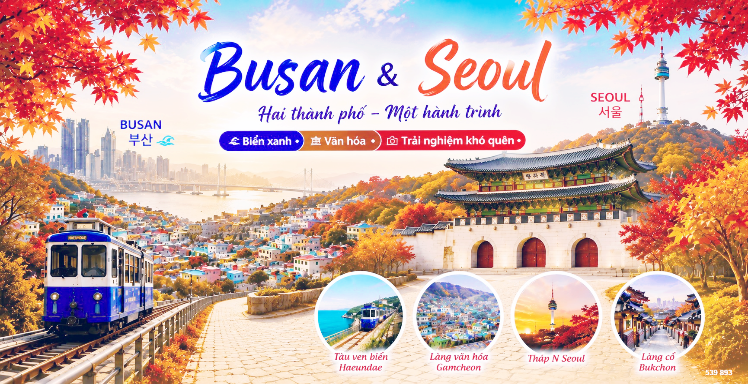 Busan & Seoul
Hai thành phố – Một hành trình
BUSAN
부산
SEOUL
서울
Biển xanh
Văn hóa
Trải nghiệm khó quên
Tàu ven biển
Haeundae
Làng văn hóa
Gamcheon
Tháp N Seoul
Làng cổ
Bukchon